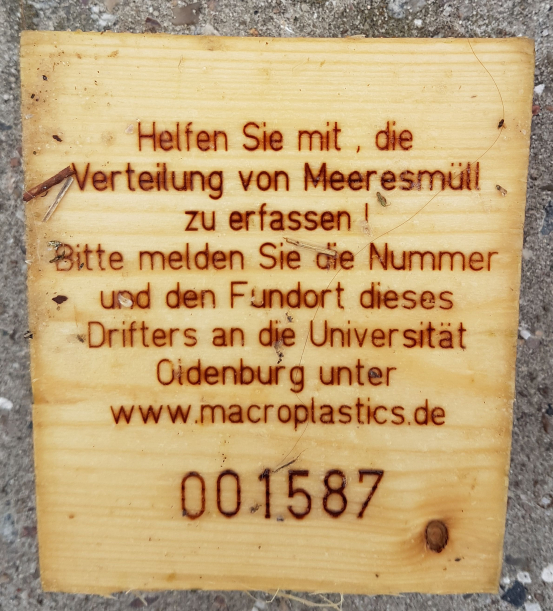 Helfen Sie mit , die
Verteilung von Meeresmüll
zu erfassen !
Bitte melden Sie die Nummer
und den Fundort dieses
Drifters an die Universität
Oldenburg unter
www.macroplastics.de
001587